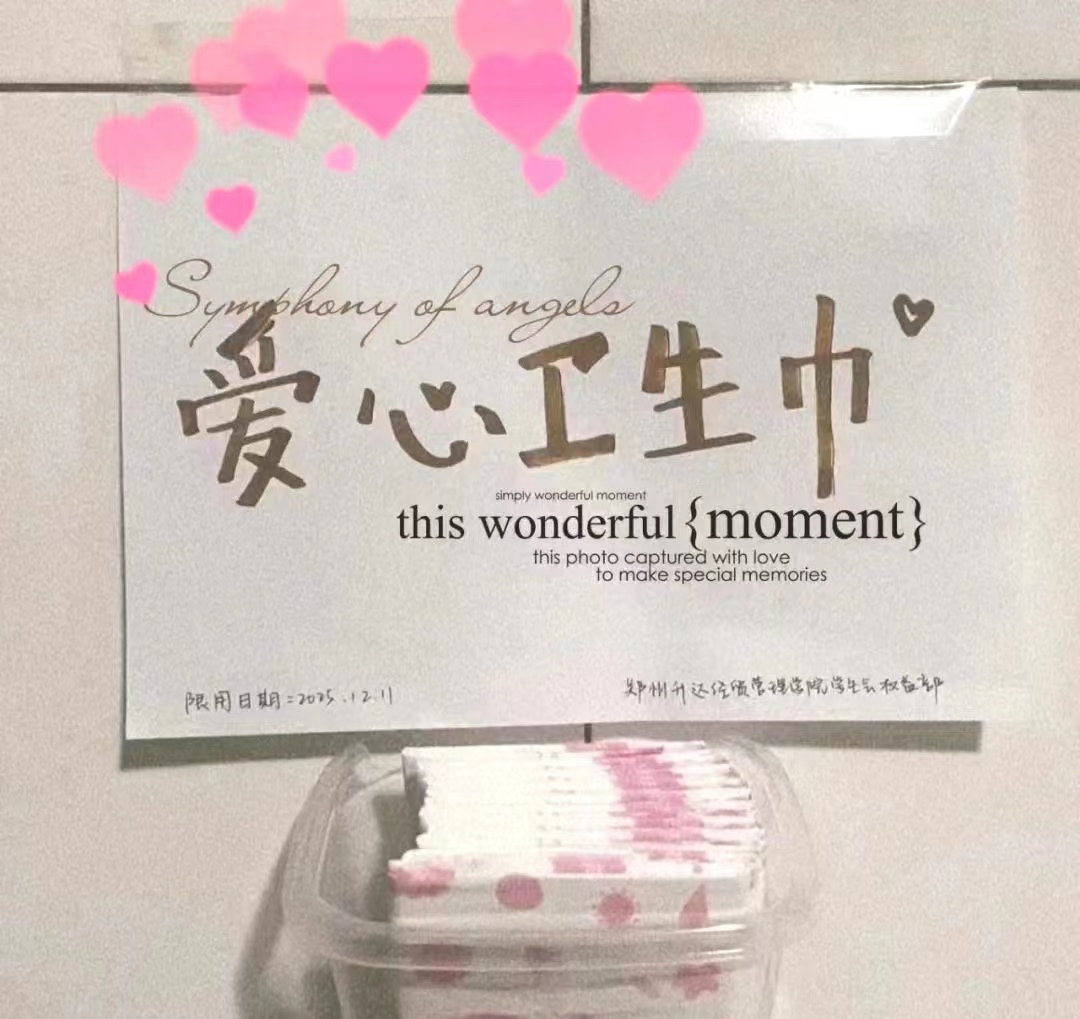 Symphony of angels
爱心卫生巾
simply wonderful moment
this wonderful {moment}
this photo captured with love
to make special memories
限用日期=2025.12.11
郑州升达经贸管理学院学生会权益部